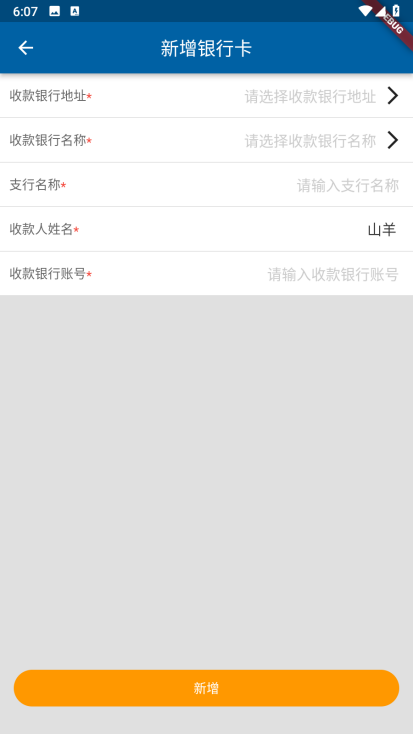 6:07
DEBUG
新增银行卡
收款银行地址* 请选择收款银行地址
收款银行名称* 请选择收款银行名称
支行名称* 请输入支行名称
收款人姓名* 山羊
收款银行账号* 请输入收款银行账号
新增